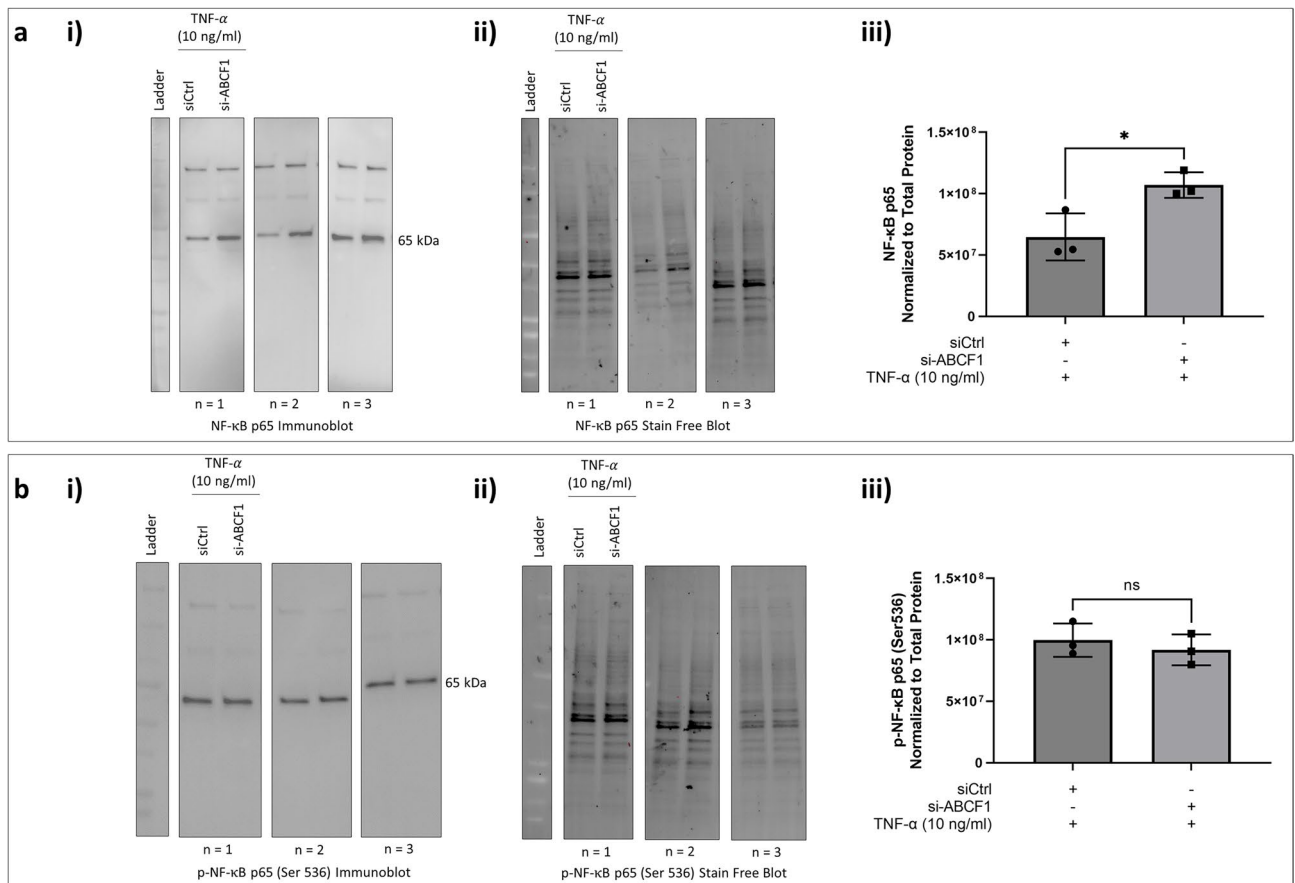 a
i)
TNF-α
(10 ng/ml)
Ladder
siCtrl
si-ABCF1
65 kDa
n = 1
n = 2
n = 3
NF-κB p65 Immunoblot
ii)
TNF-α
(10 ng/ml)
Ladder
siCtrl
si-ABCF1
n = 1
n = 2
n = 3
NF-κB p65 Stain Free Blot
iii)
NF-κB p65
Normalized to Total Protein
1.5×10⁸
1×10⁸
5×10⁷
0
*
siCtrl + -
si-ABCF1 - +
TNF-α (10 ng/ml) + +
b
i)
TNF-α
(10 ng/ml)
Ladder
siCtrl
si-ABCF1
65 kDa
n = 1
n = 2
n = 3
p-NF-κB p65 (Ser 536) Immunoblot
ii)
TNF-α
(10 ng/ml)
Ladder
siCtrl
si-ABCF1
n = 1
n = 2
n = 3
p-NF-κB p65 (Ser 536) Stain Free Blot
iii)
p-NF-κB p65 (Ser536)
Normalized to Total Protein
1.5×10⁸
1×10⁸
5×10⁷
0
ns
siCtrl + -
si-ABCF1 - +
TNF-α (10 ng/ml) + +